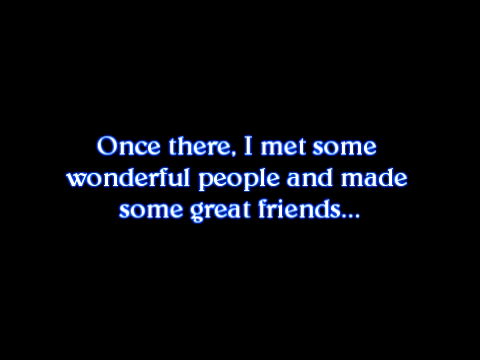 Once there, I met some
wonderful people and made
some great friends...